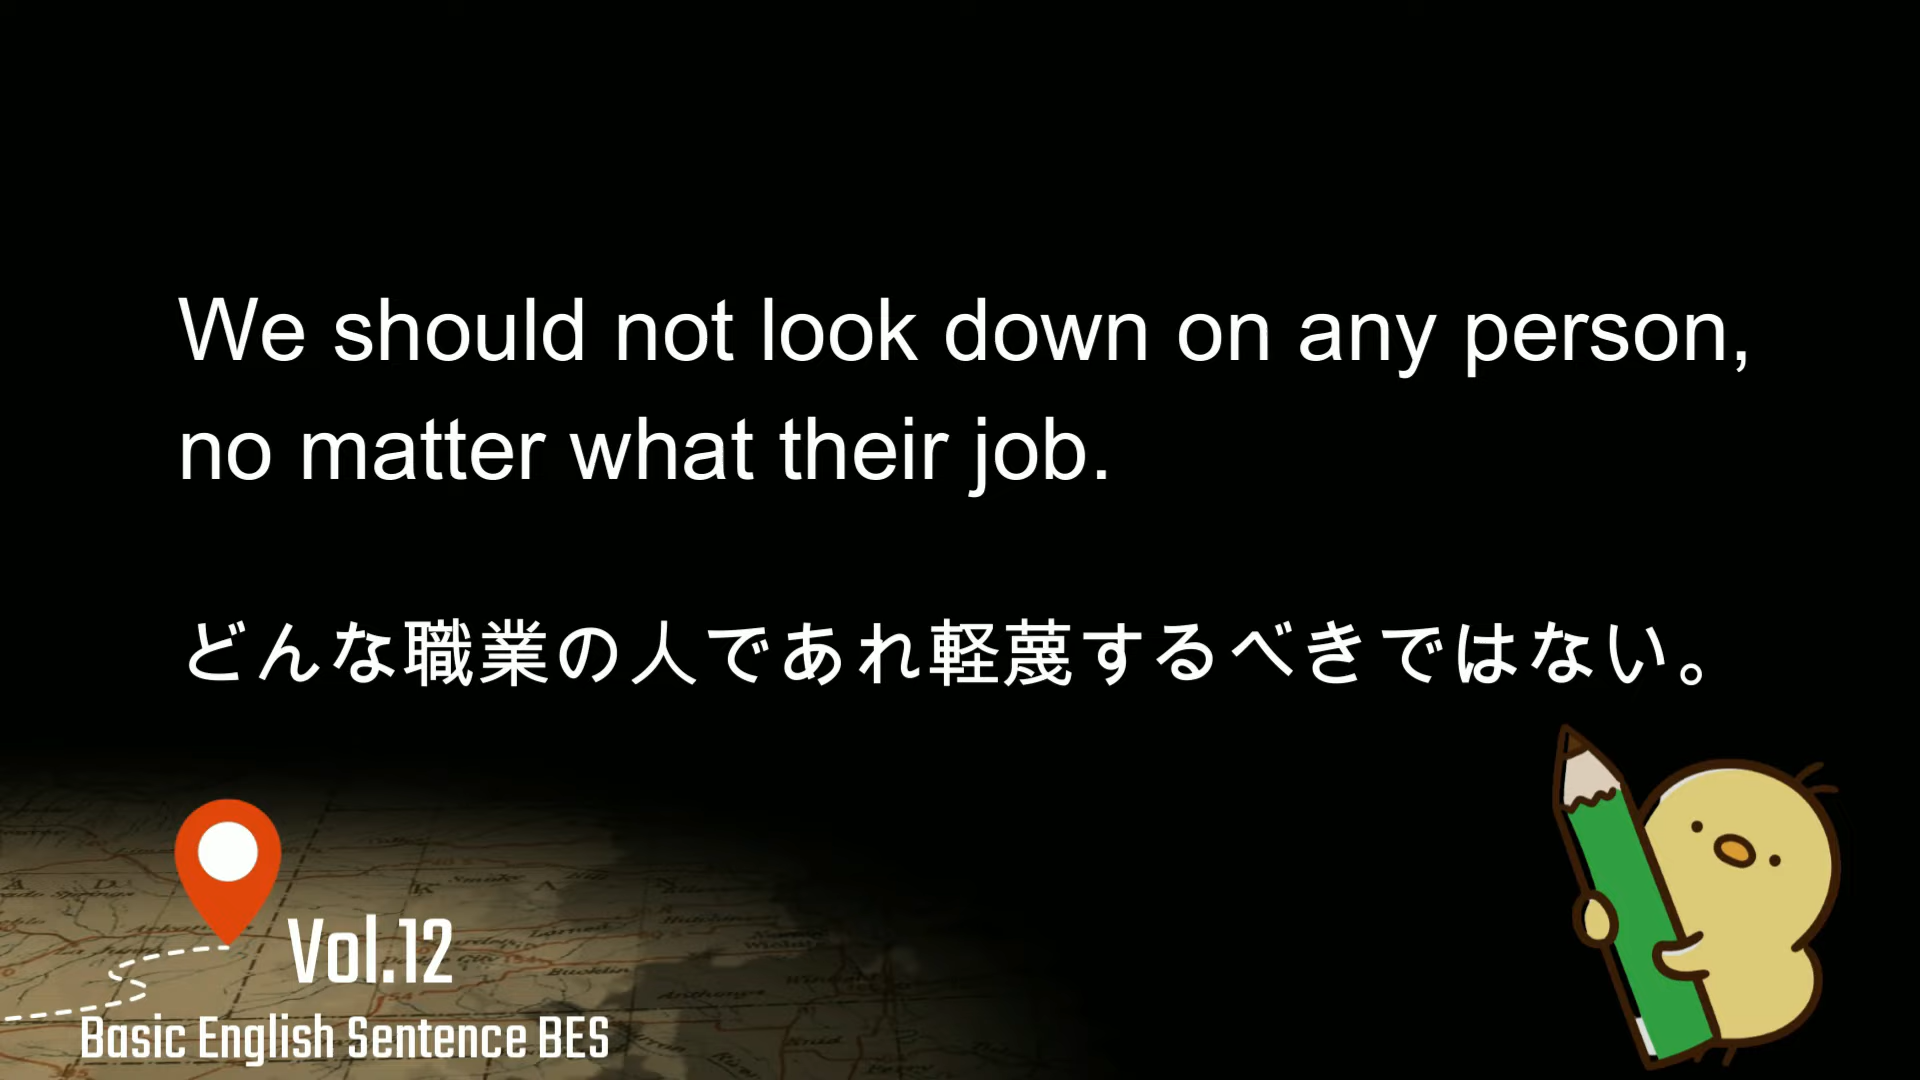 We should not look down on any person,
no matter what their job.
どんな職業の人であれ軽蔑するべきではない。
Vol.12
Basic English Sentence BES